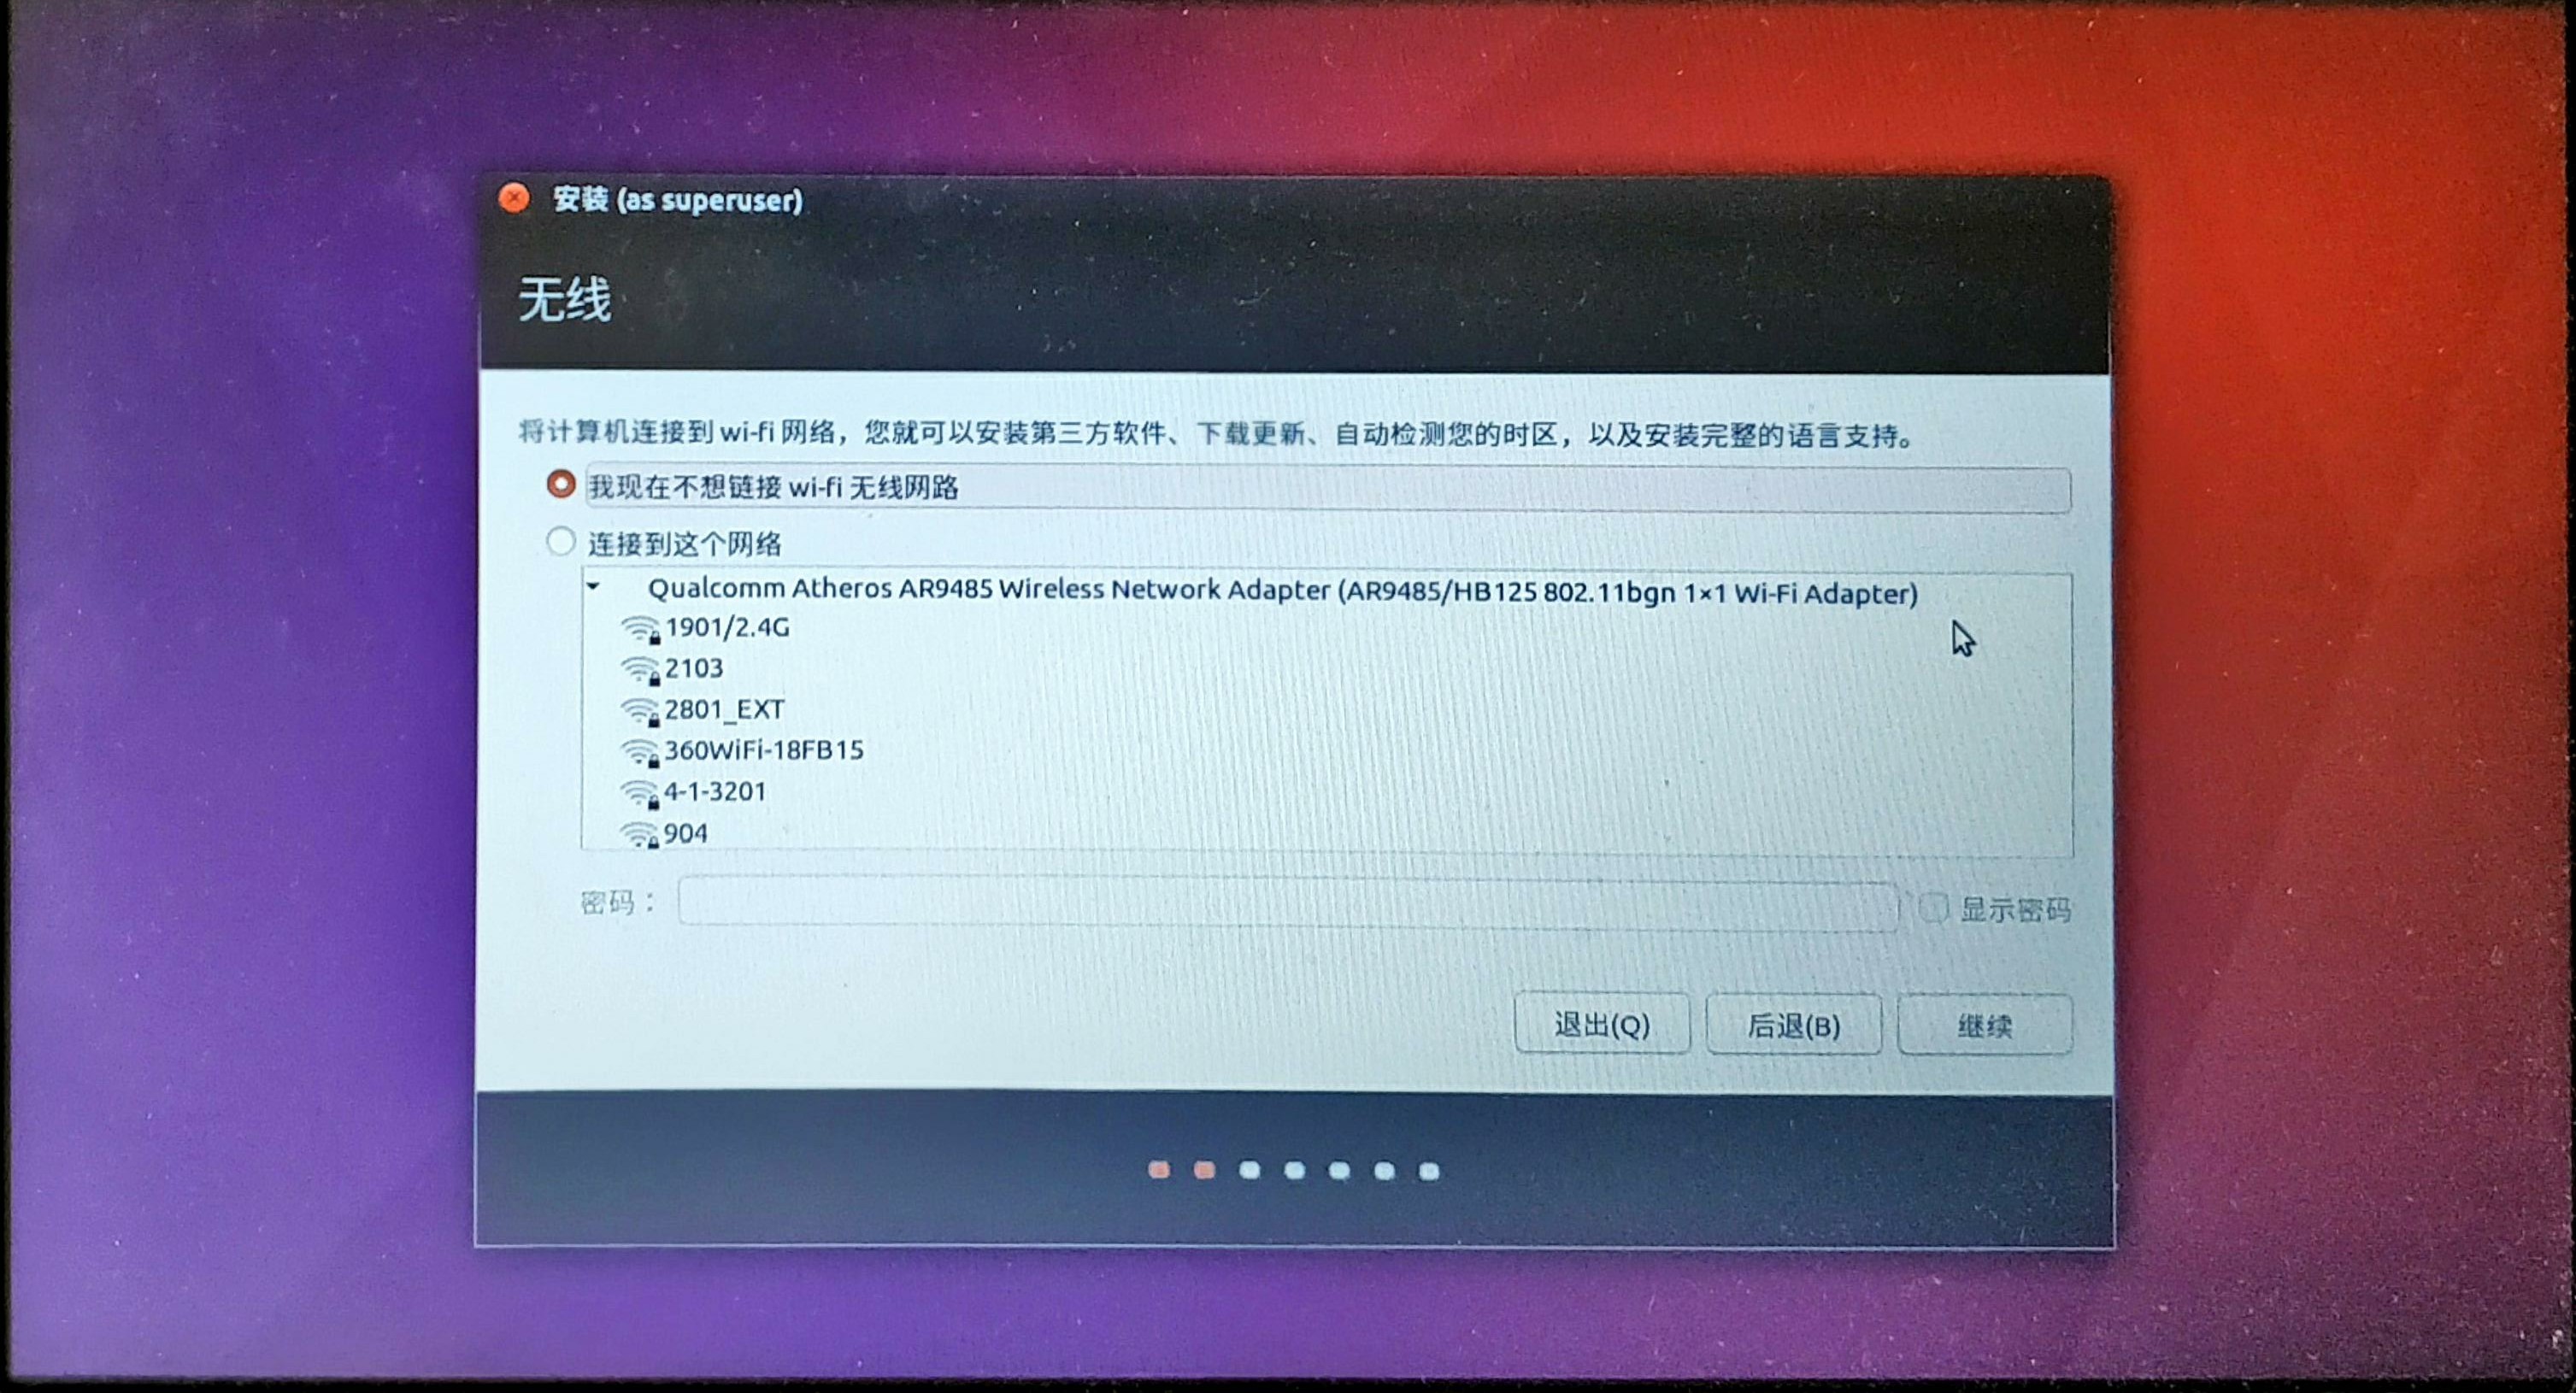 安装 (as superuser)
无线
将计算机连接到 wi-fi 网络，您就可以安装第三方软件、下载更新、自动检测您的时区，以及安装完整的语言支持。
我现在不想链接 wi-fi 无线网路
连接到这个网络
Qualcomm Atheros AR9485 Wireless Network Adapter (AR9485/HB125 802.11bgn 1×1 Wi-Fi Adapter)
1901/2.4G
2103
2801_EXT
360WiFi-18FB15
4-1-3201
904
密码： 显示密码
退出(Q) 后退(B) 继续